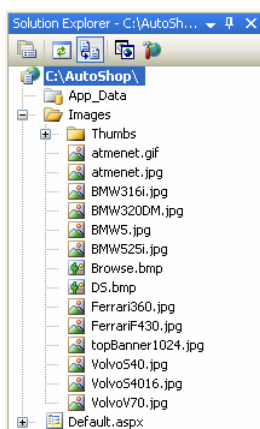 Solution Explorer - C:\AutoSh...
C:\AutoShop\
App_Data
Images
Thumbs
atmenet.gif
atmenet.jpg
BMW316i.jpg
BMW320DM.jpg
BMW5.jpg
BMW525i.jpg
Browse.bmp
DS.bmp
Ferrari360.jpg
FerrariF430.jpg
topBanner1024.jpg
VolvoS40.jpg
VolvoS4016.jpg
VolvoV70.jpg
Default.aspx